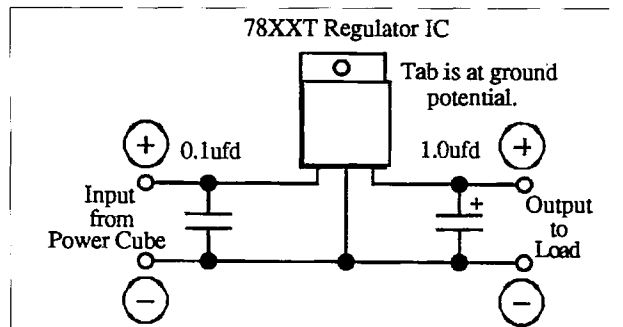 78XXT Regulator IC
Tab is at ground
potential.
+
0.1ufd
1.0ufd
+
Input
from
Power Cube
+
Output
to
Load
−
−